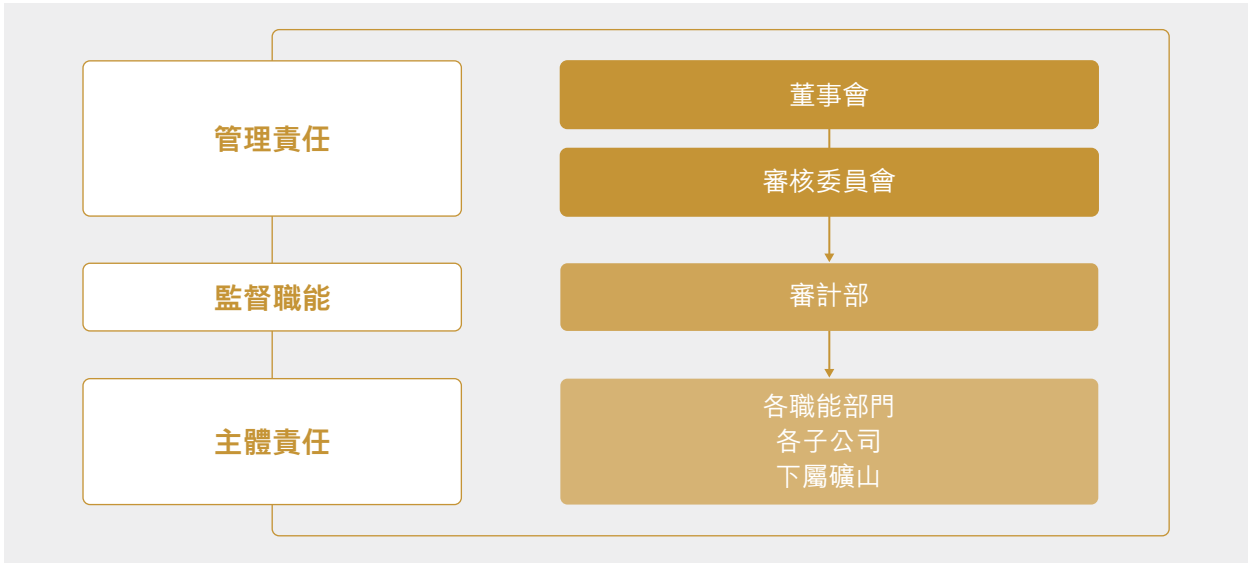 管理責任
董事會
審核委員會
監督職能
審計部
主體責任
各職能部門
各子公司
下屬礦山